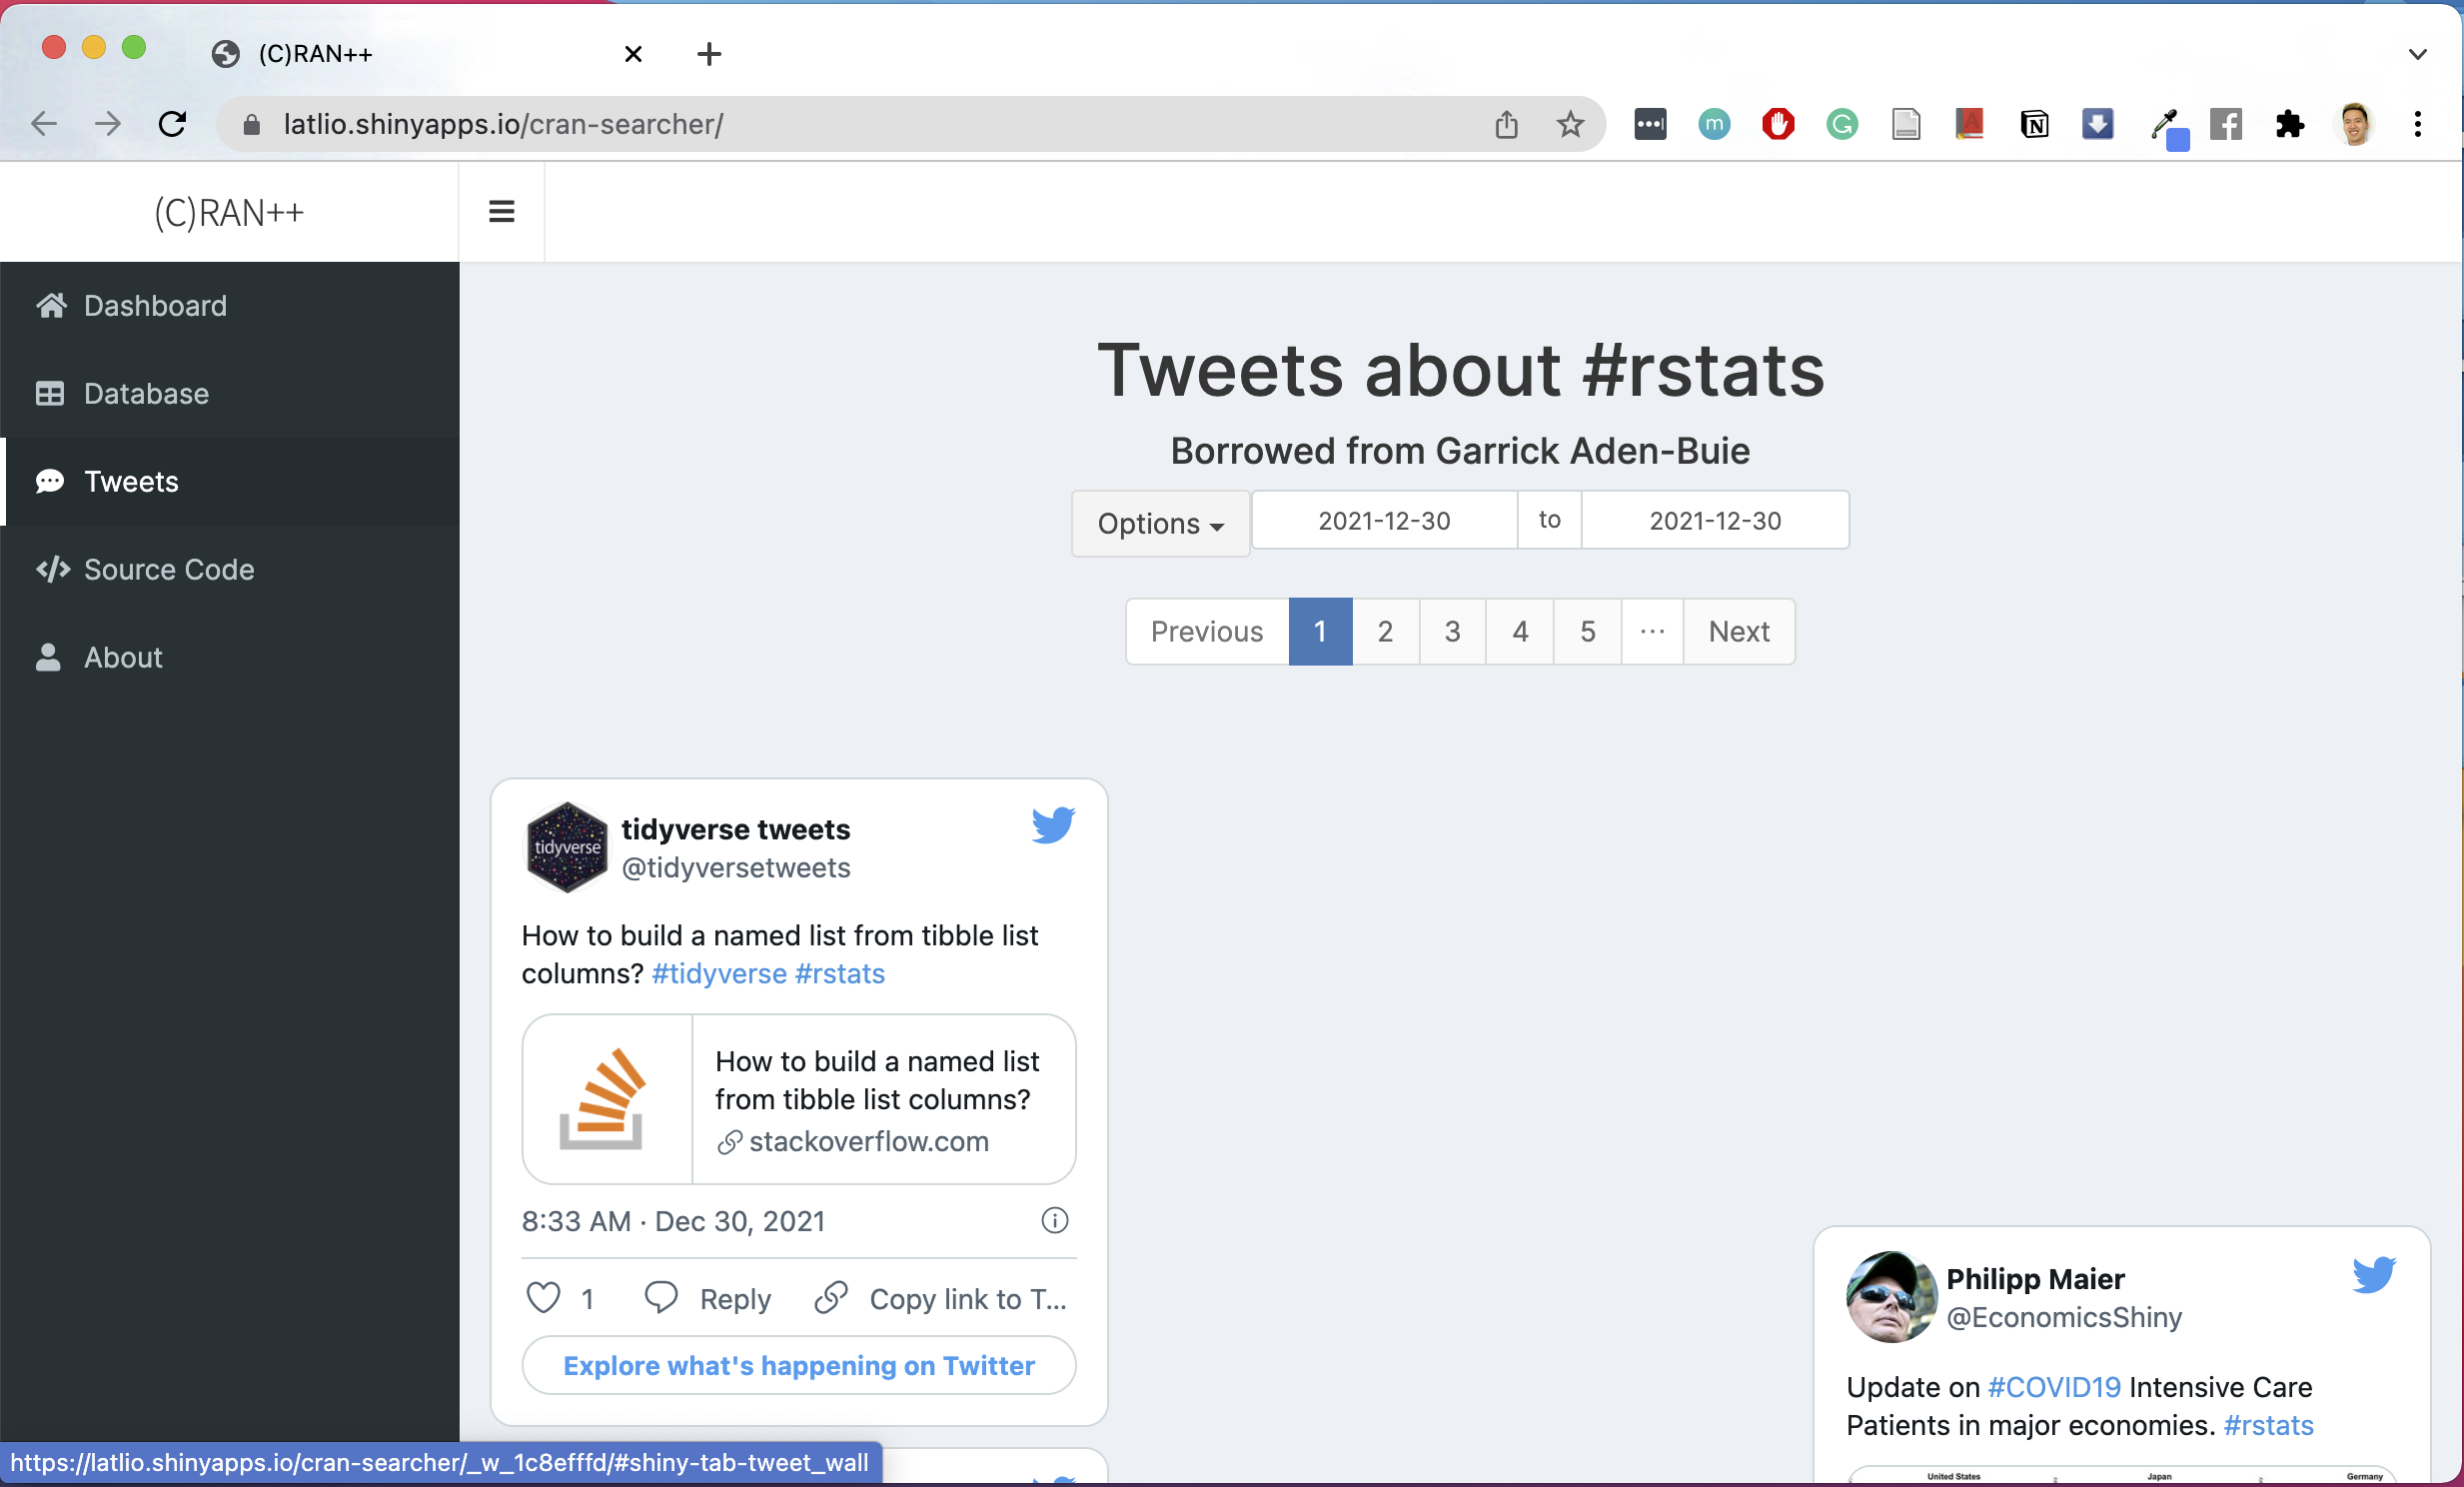 (C)RAN++
latlio.shinyapps.io/cran-searcher/
m
G
A
N
(C)RAN++
Dashboard
Database
Tweets
Source Code
About
Tweets about #rstats
Borrowed from Garrick Aden-Buie
Options
2021-12-30 to 2021-12-30
Previous 1 2 3 4 5 ... Next
tidyverse
tidyverse tweets
@tidyversetweets
How to build a named list from tibble list
columns? #tidyverse #rstats
How to build a named list
from tibble list columns?
stackoverflow.com
8:33 AM · Dec 30, 2021
1 Reply Copy link to T...
Explore what's happening on Twitter
Philipp Maier
@EconomicsShiny
Update on #COVID19 Intensive Care
Patients in major economies. #rstats
United States Japan Germany
https://latlio.shinyapps.io/cran-searcher/_w_1c8efffd/#shiny-tab-tweet_wall